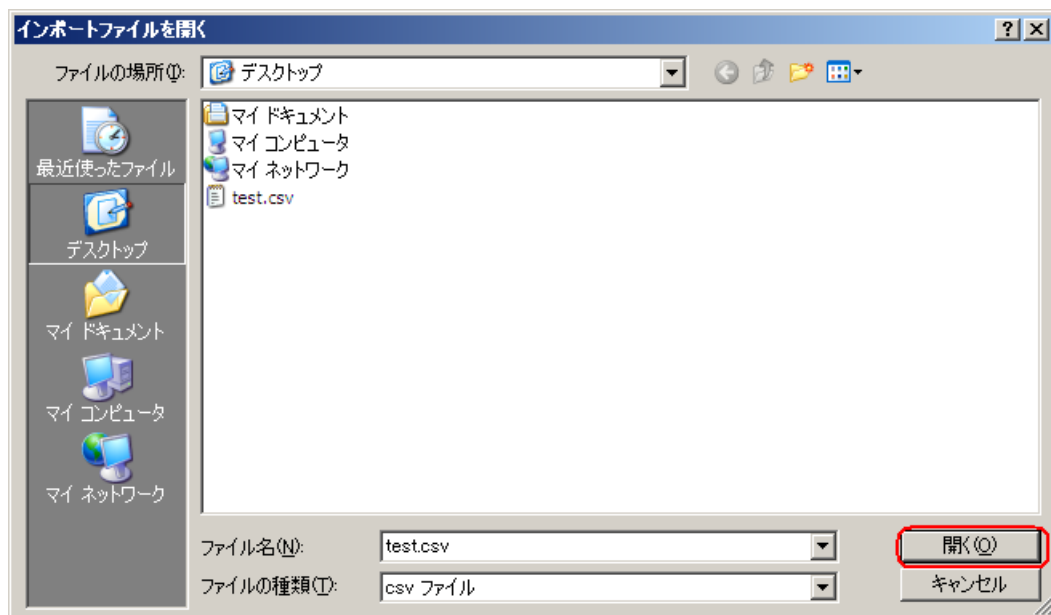 インポートファイルを開く
ファイルの場所(I):
デスクトップ
最近使ったファイル
デスクトップ
マイ ドキュメント
マイ コンピュータ
マイ ネットワーク
マイ ドキュメント
マイ コンピュータ
マイ ネットワーク
test.csv
ファイル名(N):
test.csv
開く(O)
ファイルの種類(T):
csv ファイル
キャンセル